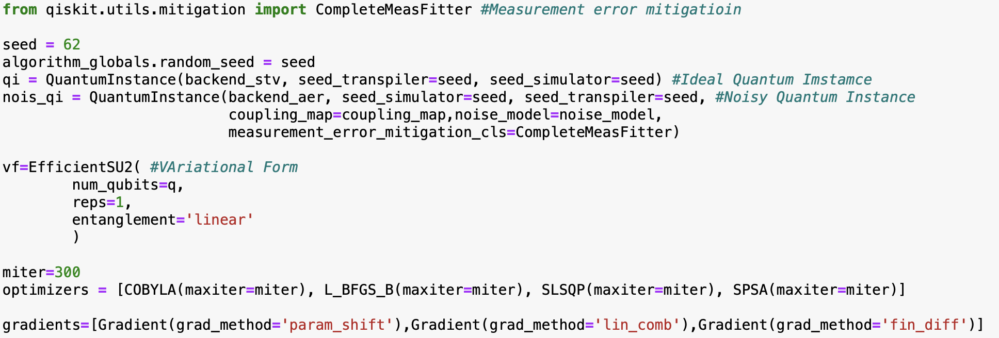 from qiskit.utils.mitigation import CompleteMeasFitter #Measurement error mitigatioin
seed = 62
algorithm_globals.random_seed = seed
qi = QuantumInstance(backend_stv, seed_transpiler=seed, seed_simulator=seed) #Ideal Quantum Imstamce
nois_qi = QuantumInstance(backend_aer, seed_simulator=seed, seed_transpiler=seed, #Noisy Quantum Instance
coupling_map=coupling_map,noise_model=noise_model,
measurement_error_mitigation_cls=CompleteMeasFitter)
vf=EfficientSU2( #VAriational Form
num_qubits=q,
reps=1,
entanglement='linear'
)
miter=300
optimizers = [COBYLA(maxiter=miter), L_BFGS_B(maxiter=miter), SLSQP(maxiter=miter), SPSA(maxiter=miter)]
gradients=[Gradient(grad_method='param_shift'),Gradient(grad_method='lin_comb'),Gradient(grad_method='fin_diff')]